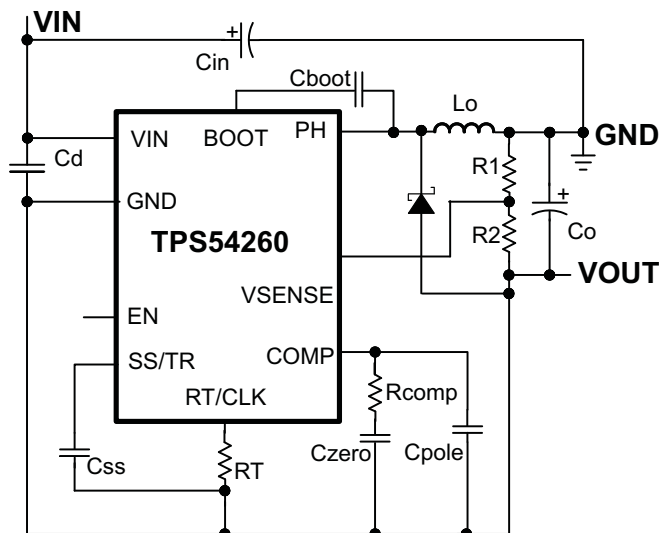 VIN
+
Cin
Cboot
Lo
PH
BOOT
VIN
GND
Cd
R1
GND
+
TPS54260
R2
Co
VOUT
VSENSE
EN
COMP
SS/TR
Rcomp
RT/CLK
Czero
Cpole
Css
RT